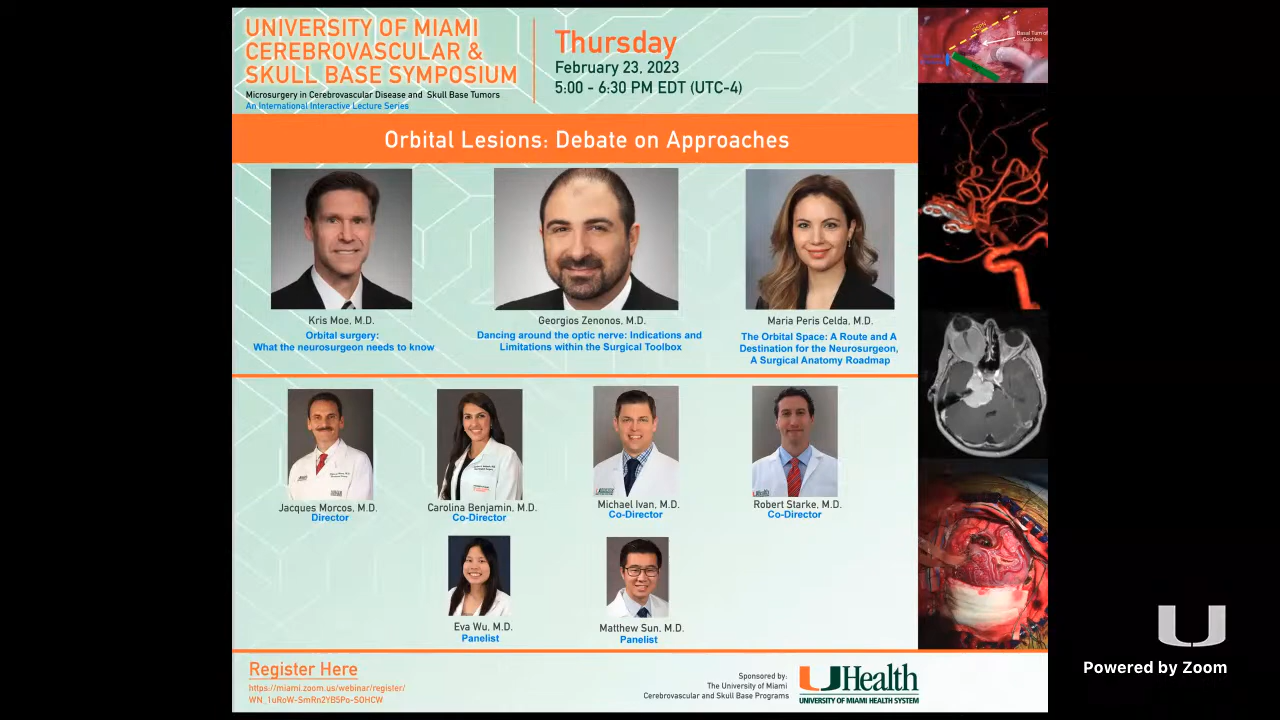 UNIVERSITY OF MIAMI
CEREBROVASCULAR &
SKULL BASE SYMPOSIUM
Microsurgery in Cerebrovascular Disease and Skull Base Tumors
An International Interactive Lecture Series
Thursday
February 23, 2023
5:00 - 6:30 PM EDT (UTC-4)
Basal Turn of
Cochlea
Orbital Lesions: Debate on Approaches
Kris Moe, M.D.
Orbital surgery:
What the neurosurgeon needs to know
Georgios Zenonos, M.D.
Dancing around the optic nerve: Indications and
Limitations within the Surgical Toolbox
Maria Peris Celda, M.D.
The Orbital Space: A Route and A
Destination for the Neurosurgeon,
A Surgical Anatomy Roadmap
Jacques Morcos, M.D.
Director
Carolina Benjamin, M.D.
Co-Director
Michael Ivan, M.D.
Co-Director
Robert Starke, M.D.
Co-Director
Eva Wu, M.D.
Panelist
Matthew Sun, M.D.
Panelist
Register Here
https://miami.zoom.us/webinar/register/
WN_1uRoW-SmRn2YB5Po-SOHCW
Sponsored by:
The University of Miami
Cerebrovascular and Skull Base Programs
UHealth
UNIVERSITY OF MIAMI HEALTH SYSTEM
U
Powered by Zoom